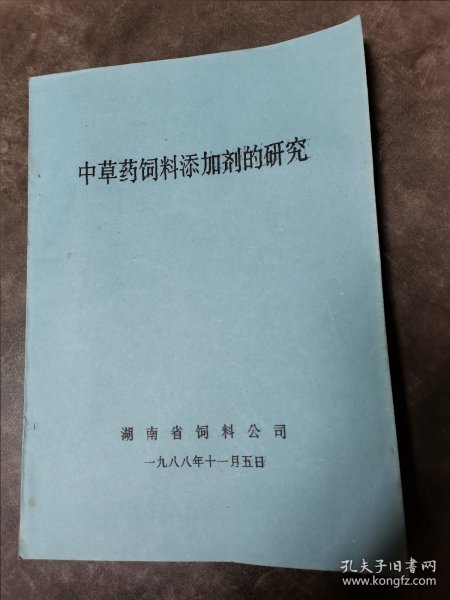 中草药饲料添加剂的研究
湖南省饲料公司
一九八八年十一月五日
孔夫子旧书网
www.kongfz.com